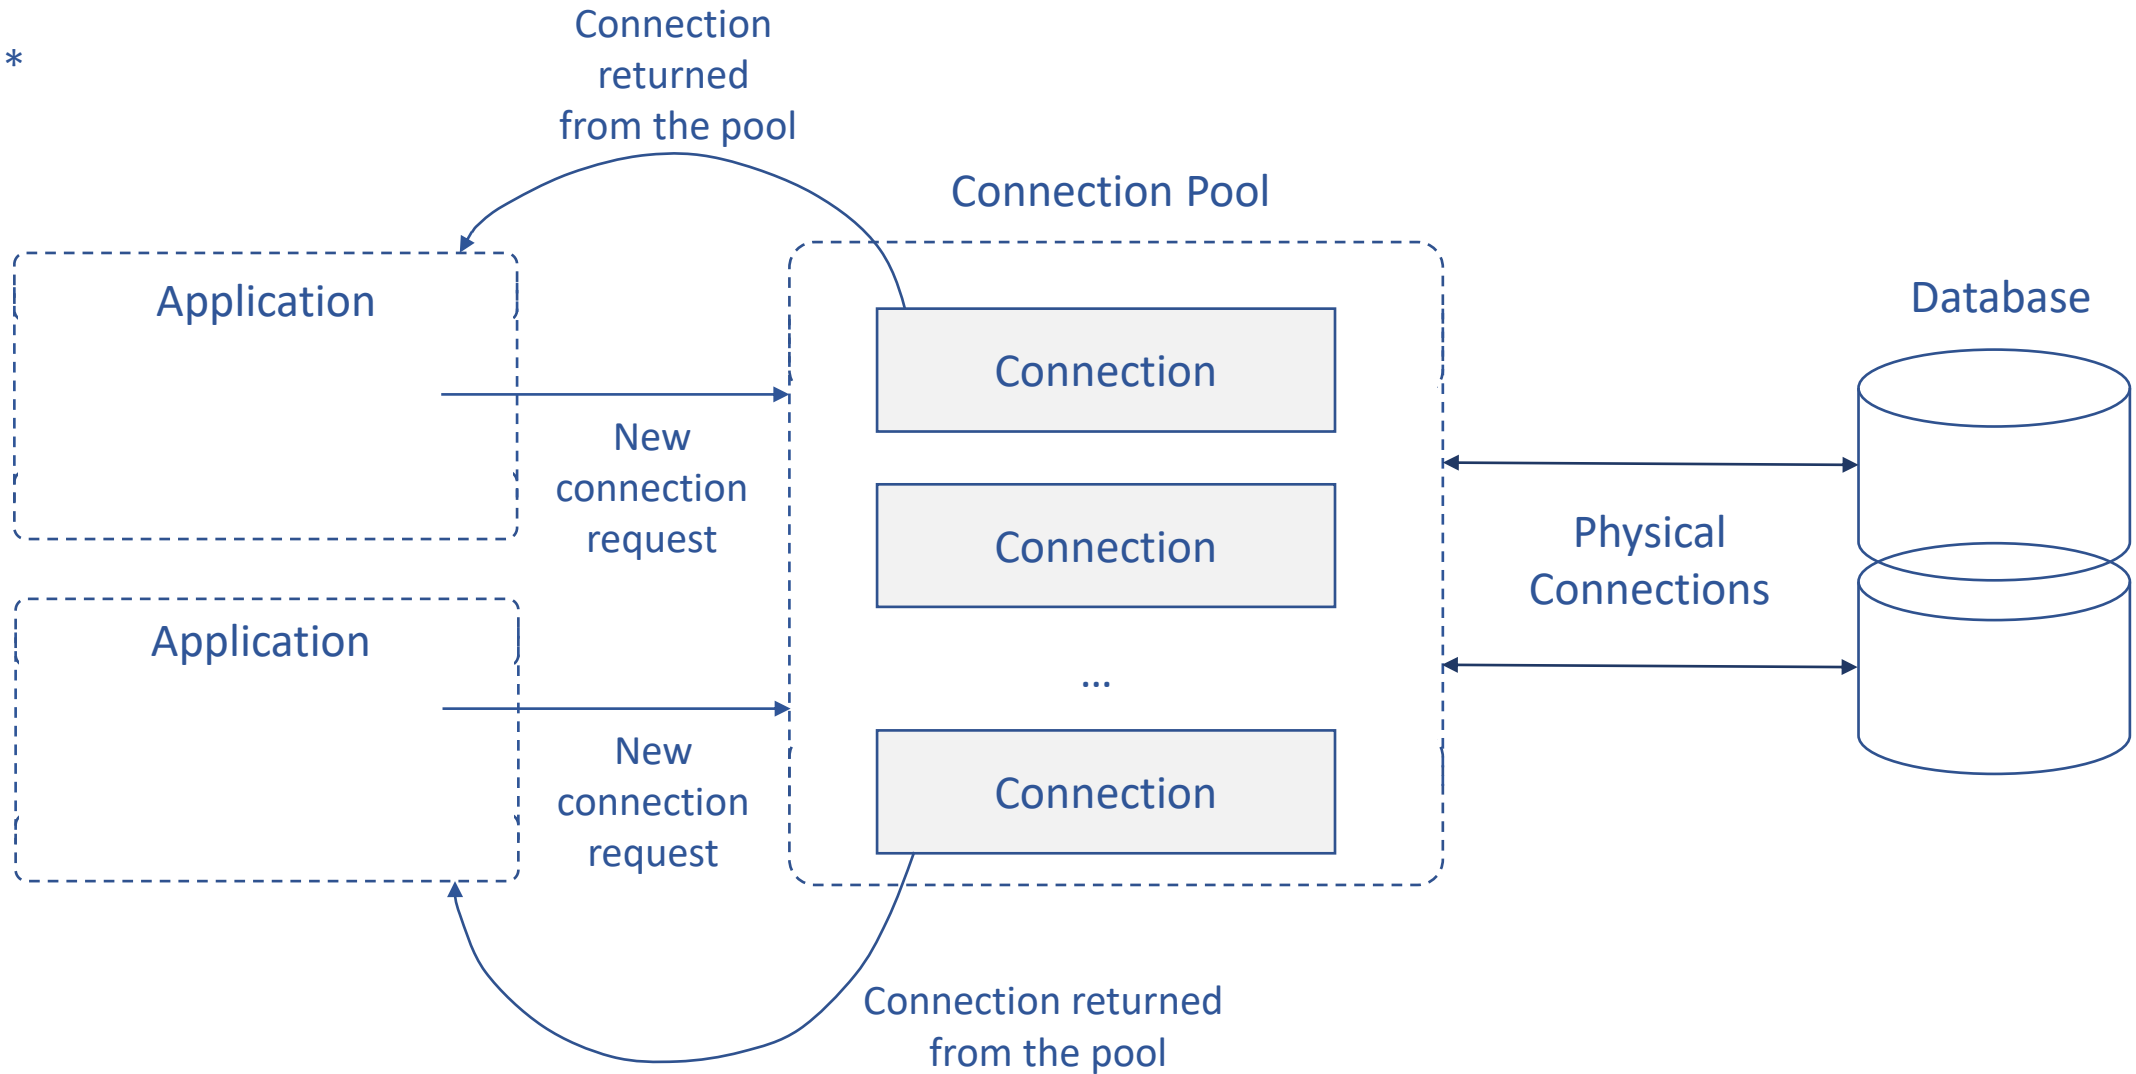 *
Connection
returned
from the pool
Connection Pool
Application
New
connection
request
Application
New
connection
request
Connection
Connection
...
Connection
Connection returned
from the pool
Physical
Connections
Database